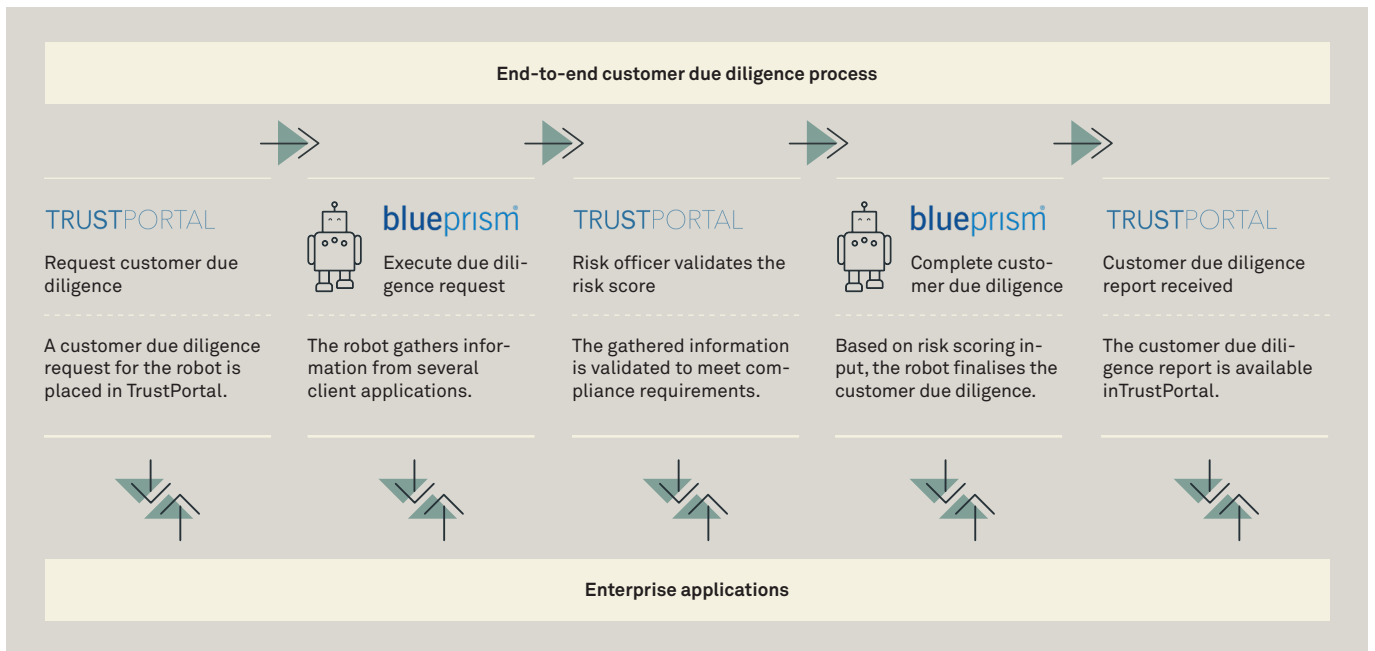 End-to-end customer due diligence process
TRUSTPORTAL
Request customer due
diligence
A customer due diligence
request for the robot is
placed in TrustPortal.
blueprism®
Execute due dili-
gence request
The robot gathers infor-
mation from several
client applications.
TRUSTPORTAL
Risk officer validates the
risk score
The gathered information
is validated to meet com-
pliance requirements.
blueprism®
Complete custo-
mer due diligence
Based on risk scoring in-
put, the robot finalises the
customer due diligence.
TRUSTPORTAL
Customer due diligence
report received
The customer due dili-
gence report is available
inTrustPortal.
Enterprise applications